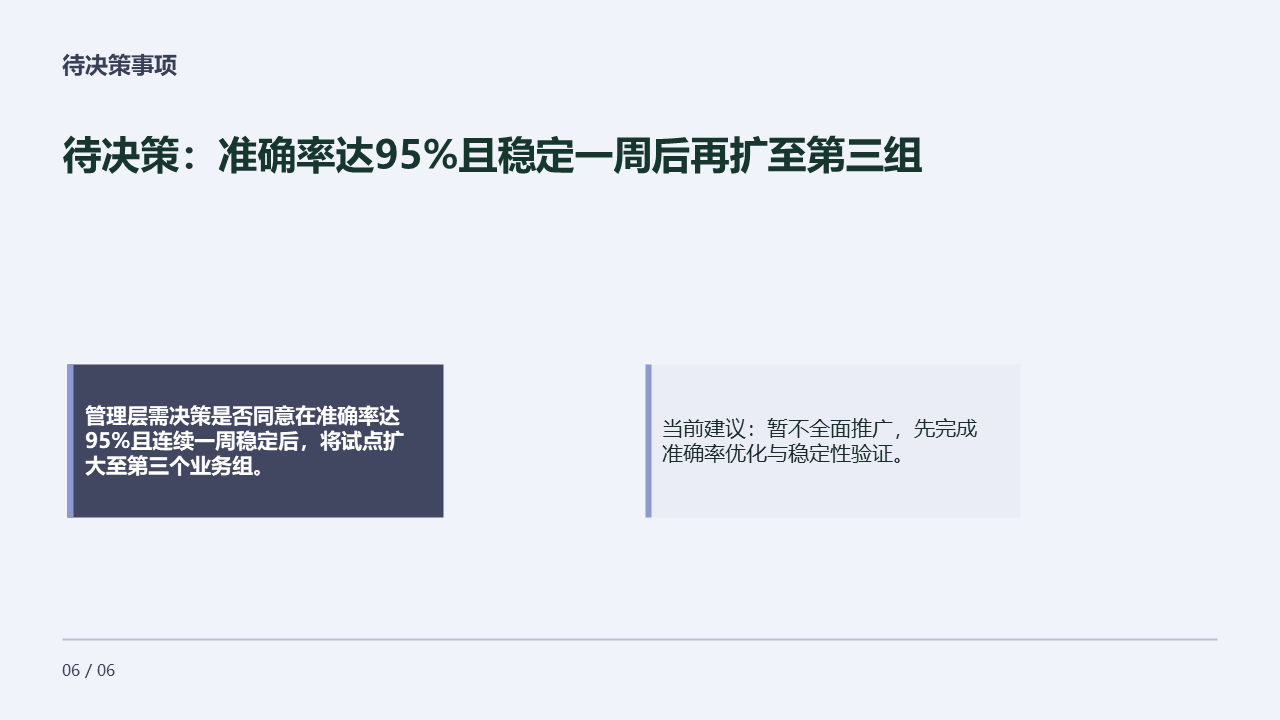 待决策事项
待决策：准确率达95%且稳定一周后再扩至第三组
管理层需决策是否同意在准确率达
95%且连续一周稳定后，将试点扩
大至第三个业务组。
当前建议：暂不全面推广，先完成
准确率优化与稳定性验证。
06 / 06